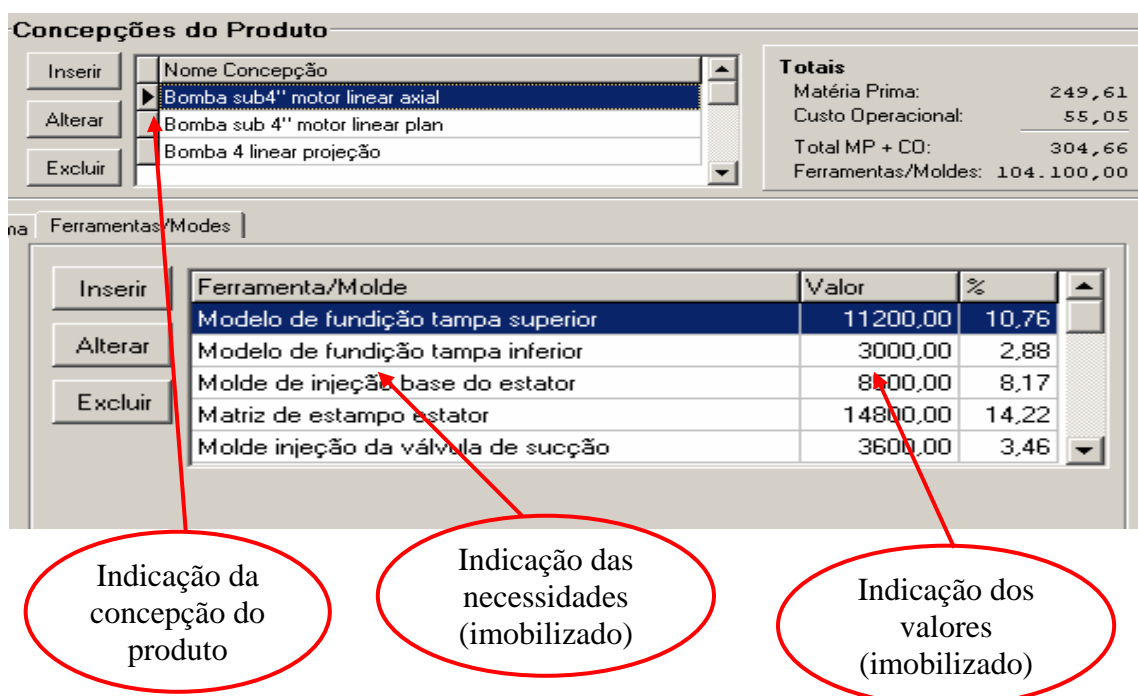 Concepções do Produto
Inserir
Alterar
Excluir
Nome Concepção
Bomba sub4" motor linear axial
Bomba sub 4" motor linear plan
Bomba 4 linear projeção
Totais
Matéria Prima: 249,61
Custo Operacional: 55,05
Total MP + CO: 304,66
Ferramentas/Moldes: 104.100,00
na Ferramentas/Modes
Inserir
Alterar
Excluir
Ferramenta/Molde Valor %
Modelo de fundição tampa superior 11200,00 10,76
Modelo de fundição tampa inferior 3000,00 2,88
Molde de injeção base do estator 8500,00 8,17
Matriz de estampo estator 14800,00 14,22
Molde injeção da válvula de sucção 3600,00 3,46
Indicação da
concepção do
produto
Indicação das
necessidades
(imobilizado)
Indicação dos
valores
(imobilizado)